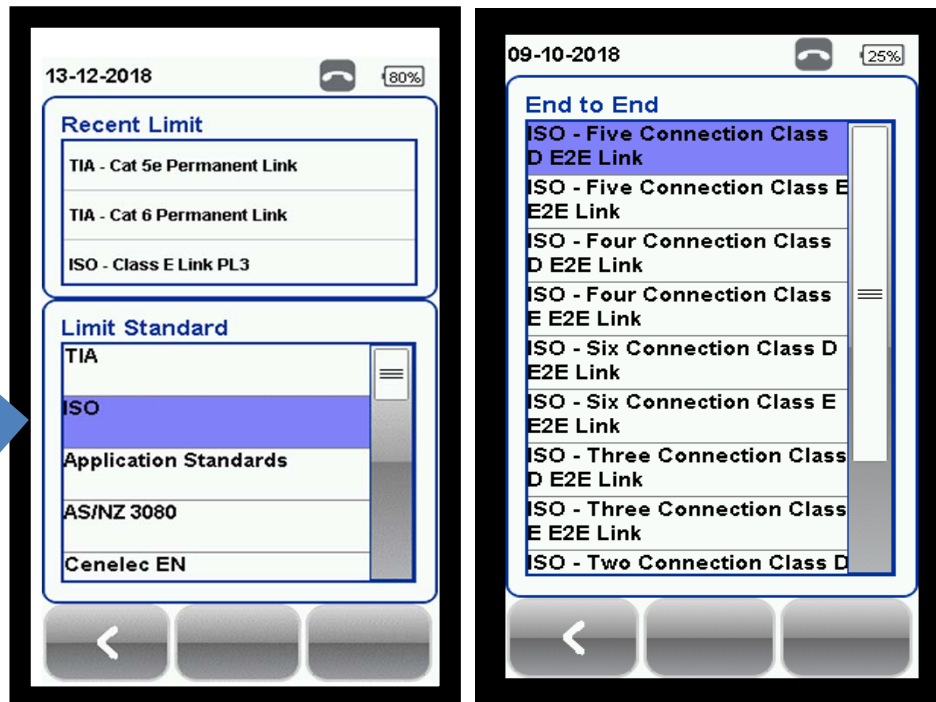 13-12-2018
80%
Recent Limit
TIA - Cat 5e Permanent Link
TIA - Cat 6 Permanent Link
ISO - Class E Link PL3
Limit Standard
TIA
ISO
Application Standards
AS/NZ 3080
Cenelec EN
09-10-2018
25%
End to End
ISO - Five Connection Class
D E2E Link
ISO - Five Connection Class E
E2E Link
ISO - Four Connection Class
D E2E Link
ISO - Four Connection Class
E E2E Link
ISO - Six Connection Class D
E2E Link
ISO - Six Connection Class E
E2E Link
ISO - Three Connection Class
D E2E Link
ISO - Three Connection Class
E E2E Link
ISO - Two Connection Class D